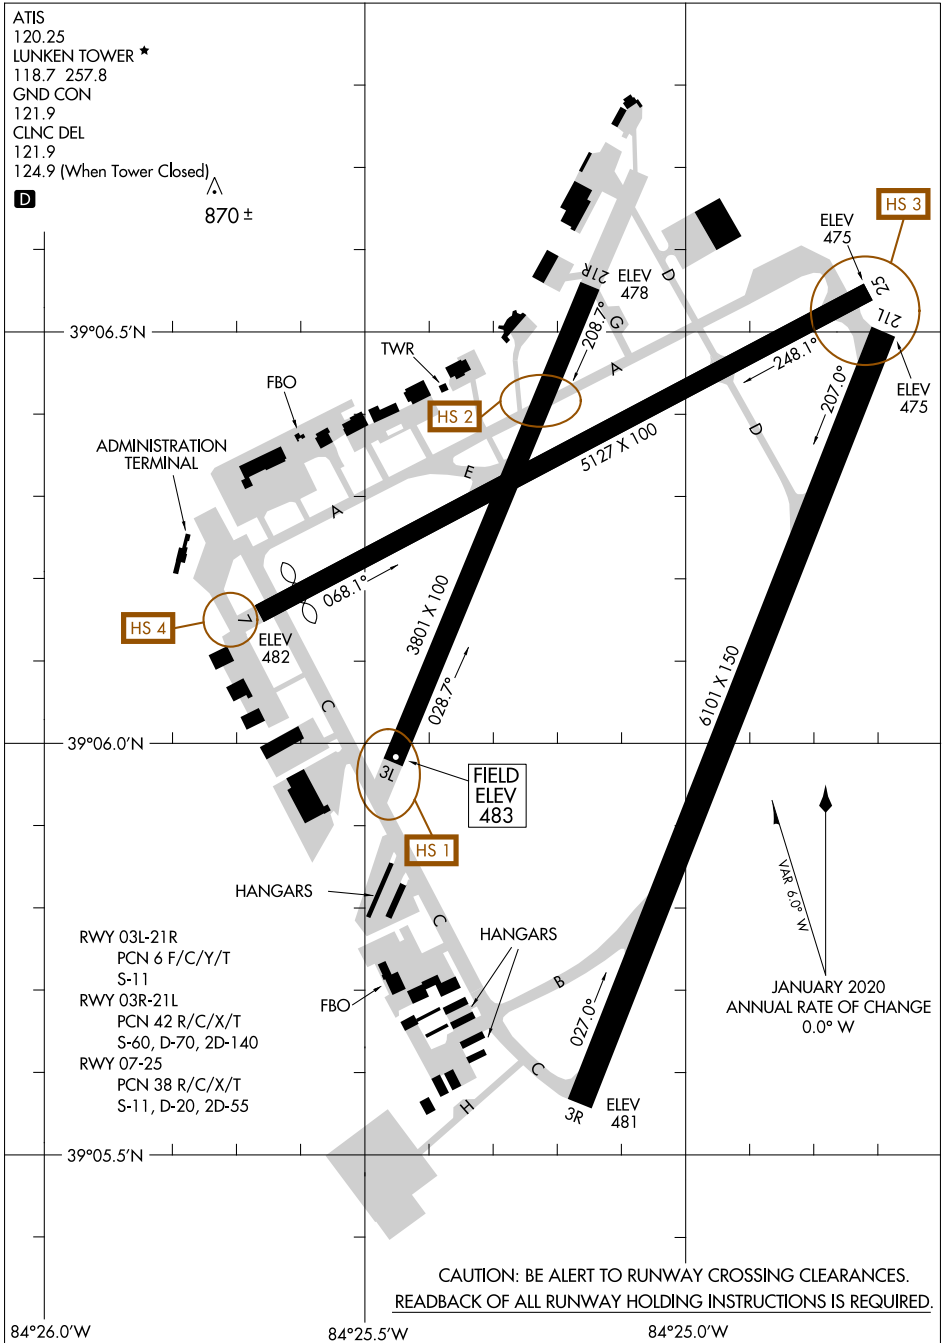 ATIS
120.25
LUNKEN TOWER ★
118.7 257.8
GND CON
121.9
CLNC DEL
121.9
124.9 (When Tower Closed)
D
870 ±
HS 3
ELEV
475
25
21L
ELEV
475
21R
ELEV
478
D
G
208.7°
248.1°
207.0°
39°06.5'N
TWR
FBO
HS 2
A
D
5127 X 100
ADMINISTRATION
TERMINAL
E
A
068.1°
3801 X 100
HS 4
7
ELEV
482
6101 X 150
028.7°
C
39°06.0'N
3L
FIELD
ELEV
483
HS 1
VAR 6.0° W
HANGARS
C
HANGARS
RWY 03L-21R
PCN 6 F/C/Y/T
S-11
RWY 03R-21L
PCN 42 R/C/X/T
S-60, D-70, 2D-140
RWY 07-25
PCN 38 R/C/X/T
S-11, D-20, 2D-55
FBO
B
027.0°
JANUARY 2020
ANNUAL RATE OF CHANGE
0.0° W
C
H
3R
ELEV
481
39°05.5'N
CAUTION: BE ALERT TO RUNWAY CROSSING CLEARANCES.
READBACK OF ALL RUNWAY HOLDING INSTRUCTIONS IS REQUIRED.
84°26.0'W
84°25.5'W
84°25.0'W